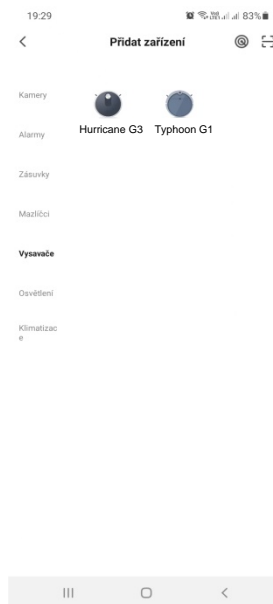 19:29
83%
Přidat zařízení
Kamery
Alarmy
Zásuvky
Mazlíčci
Vysavače
Osvětlení
Klimatizac
e
Hurricane G3
Typhoon G1